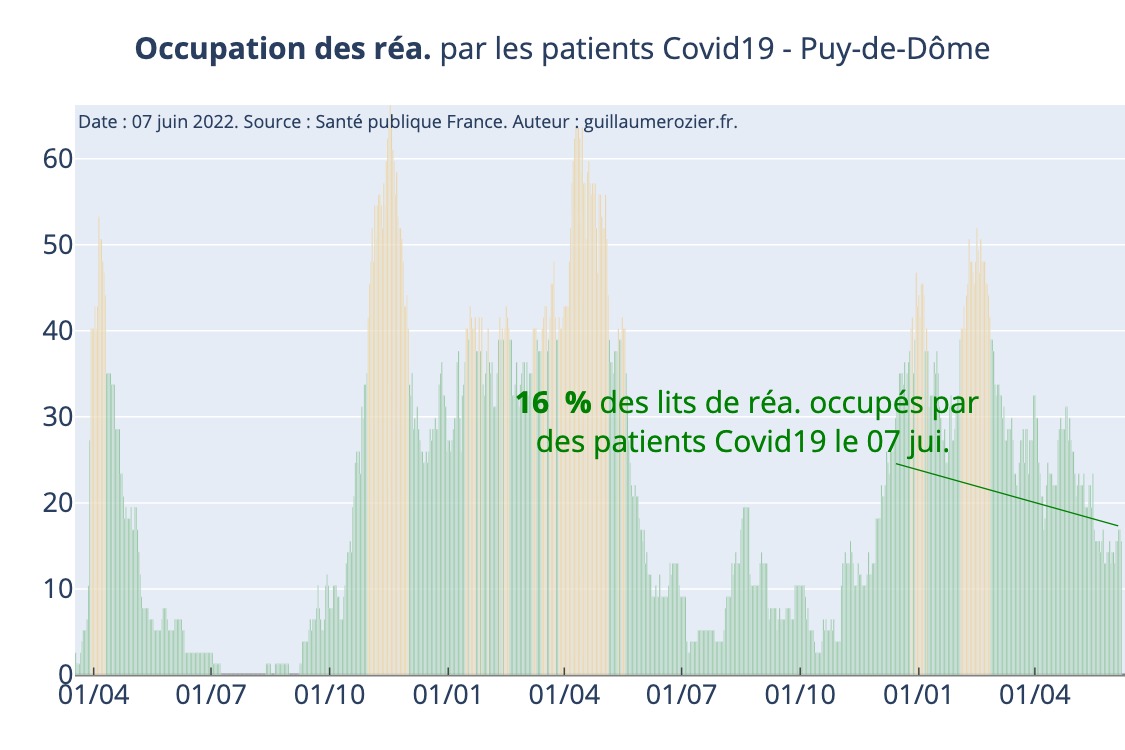 Occupation des réa. par les patients Covid19 - Puy-de-Dôme
Date : 07 juin 2022. Source : Santé publique France. Auteur : guillaumerozier.fr.
60
50
40
30
20
10
0
16  % des lits de réa. occupés par
des patients Covid19 le 07 jui.
01/04 01/07 01/10 01/01 01/04 01/07 01/10 01/01 01/04